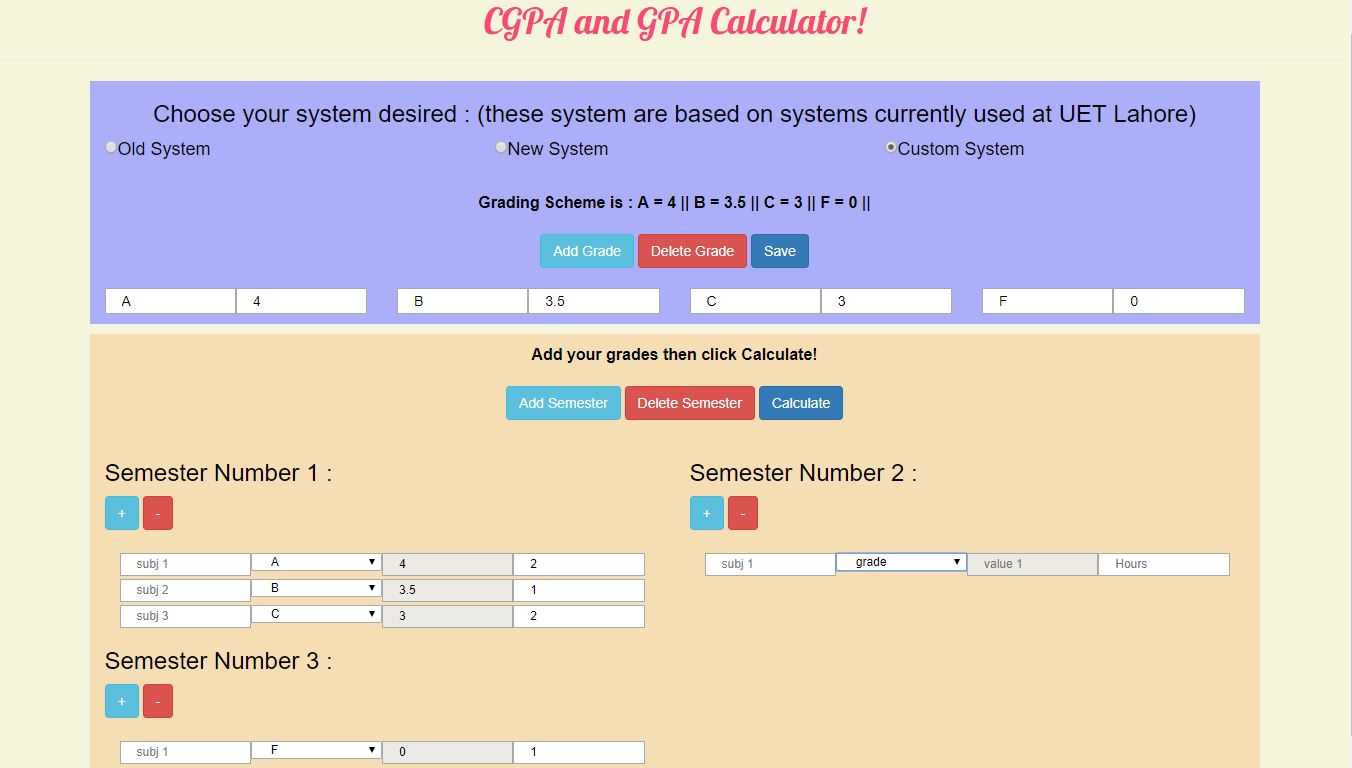 CGPA and GPA Calculator!
Choose your system desired : (these system are based on systems currently used at UET Lahore)
Old System New System Custom System
Grading Scheme is : A = 4 || B = 3.5 || C = 3 || F = 0 ||
Add Grade Delete Grade Save
A 4 B 3.5 C 3 F 0
Add your grades then click Calculate!
Add Semester Delete Semester Calculate
Semester Number 1 :
+ -
subj 1 A 4 2
subj 2 B 3.5 1
subj 3 C 3 2
Semester Number 2 :
+ -
subj 1 grade value 1 Hours
Semester Number 3 :
+ -
subj 1 F 0 1